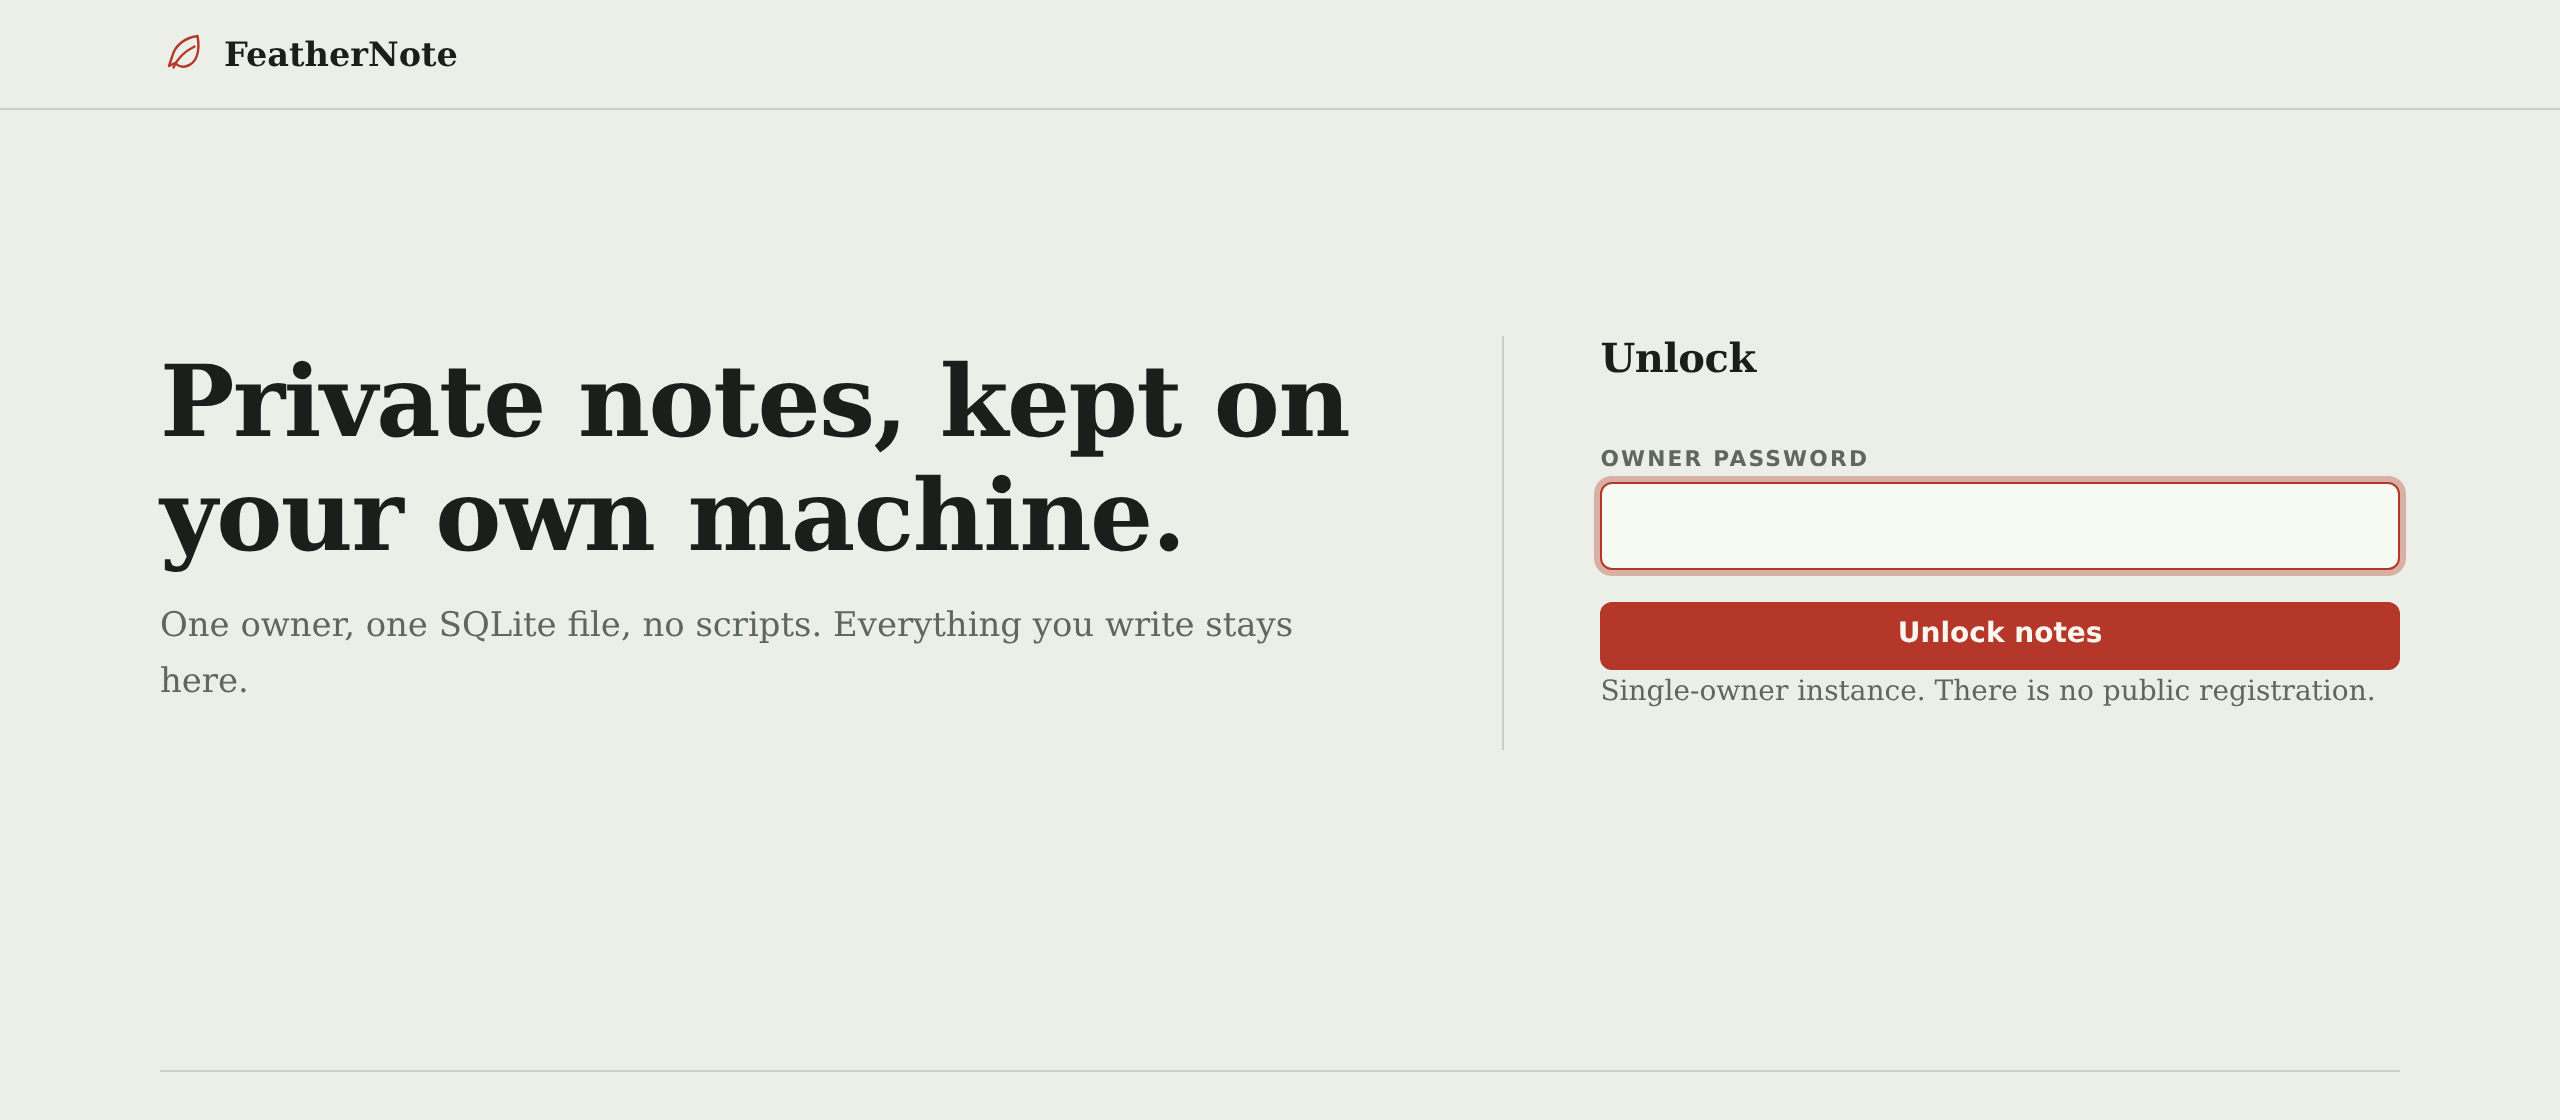 FeatherNote
Private notes, kept on
your own machine.
One owner, one SQLite file, no scripts. Everything you write stays
here.
Unlock
OWNER PASSWORD
Unlock notes
Single-owner instance. There is no public registration.